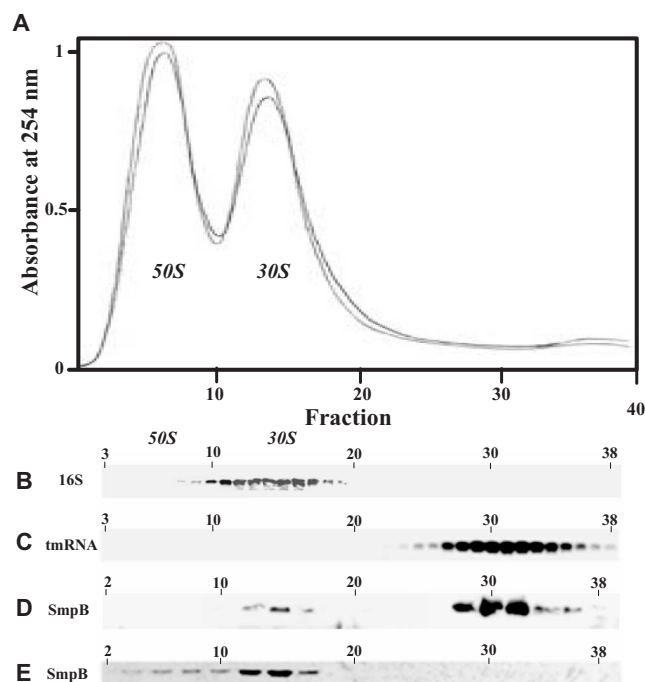 A
Absorbance at 254 nm
1
0.5
0
50S 30S
10 20 30 40
Fraction
50S 30S
3 10 20 30 38
B 16S
3 10 20 30 38
C tmRNA
2 10 20 30 38
D SmpB
2 10 20 30 38
E SmpB